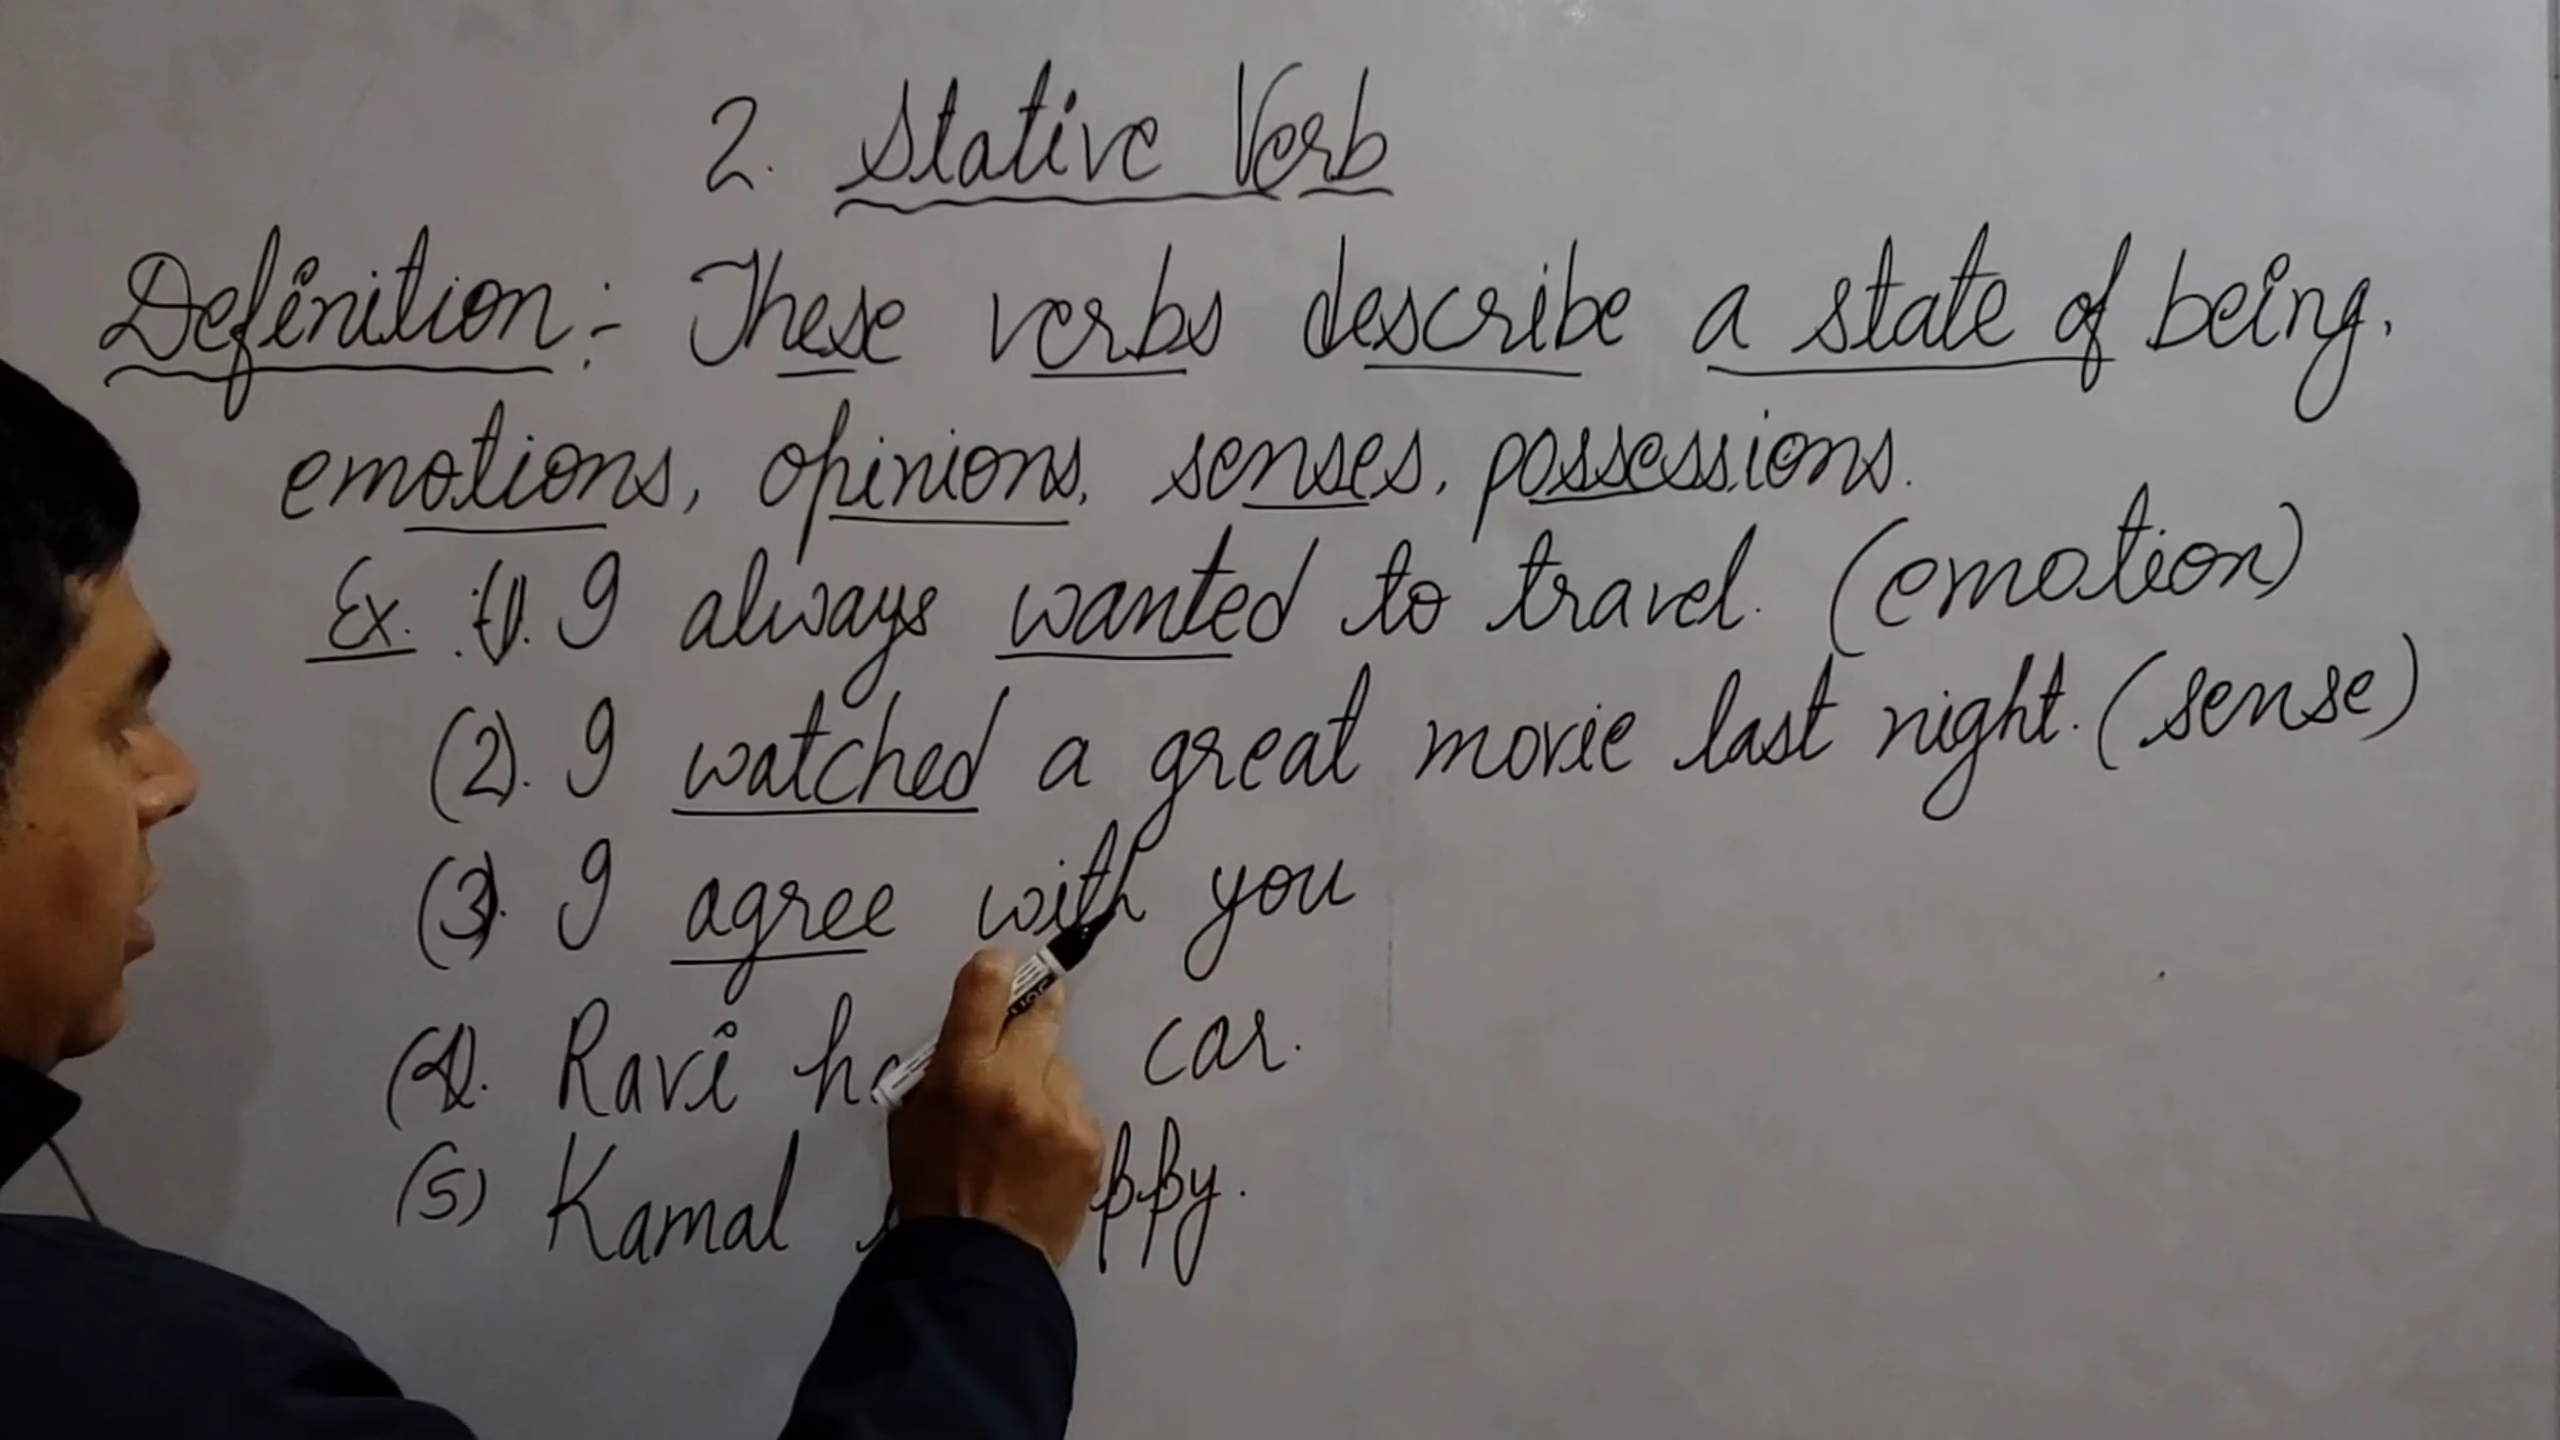 2. Stative Verb
Definition :- These verbs describe a state of being,
emotions, opinions, senses, possessions.
Ex. :(1). I always wanted to travel. (emotion)
(2). I watched a great movie last night. (sense)
(3). I agree with you
(4). Ravi car.
(5) Kamal